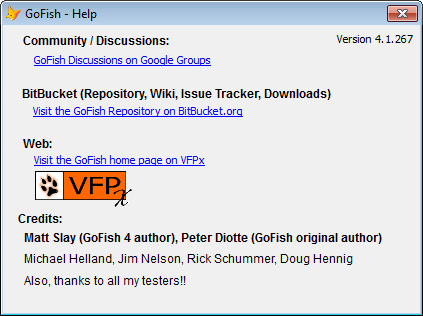 GoFish - Help
Version 4.1.267
Community / Discussions:
GoFish Discussions on Google Groups
BitBucket (Repository, Wiki, Issue Tracker, Downloads)
Visit the GoFish Repository on BitBucket.org
Web:
Visit the GoFish home page on VFPx
VFPx
Credits:
Matt Slay (GoFish 4 author), Peter Diotte (GoFish original author)
Michael Helland, Jim Nelson, Rick Schummer, Doug Hennig
Also, thanks to all my testers!!